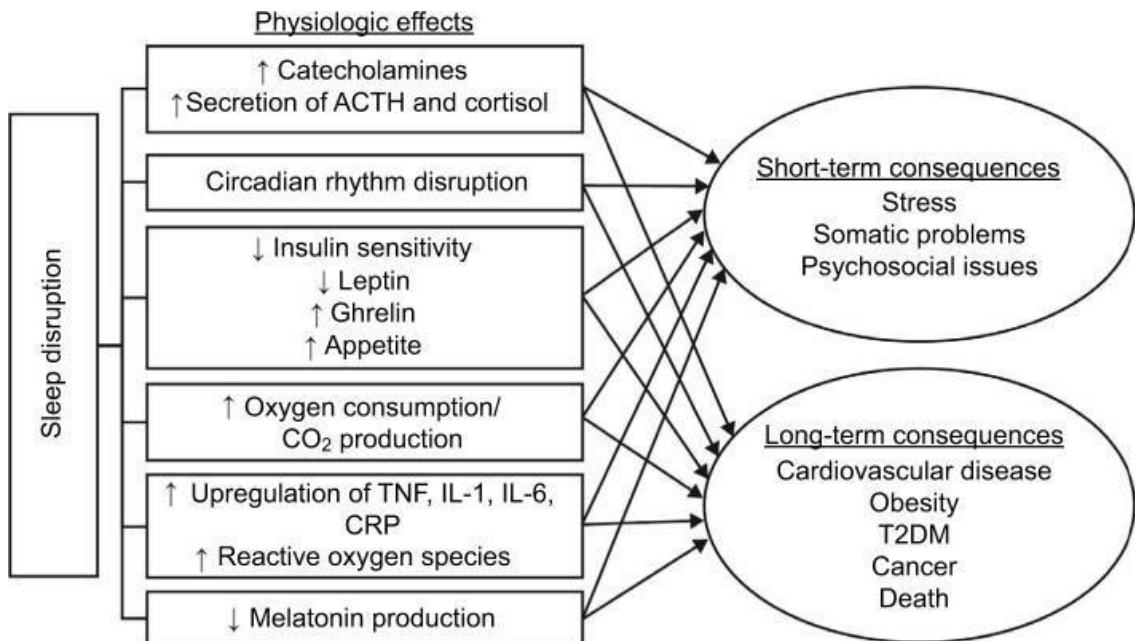 Physiologic effects
Sleep disruption
↑ Catecholamines
↑Secretion of ACTH and cortisol
Circadian rhythm disruption
↓ Insulin sensitivity
↓ Leptin
↑ Ghrelin
↑ Appetite
↑ Oxygen consumption/
CO₂ production
↑ Upregulation of TNF, IL-1, IL-6,
CRP
↑ Reactive oxygen species
↓ Melatonin production
Short-term consequences
Stress
Somatic problems
Psychosocial issues
Long-term consequences
Cardiovascular disease
Obesity
T2DM
Cancer
Death